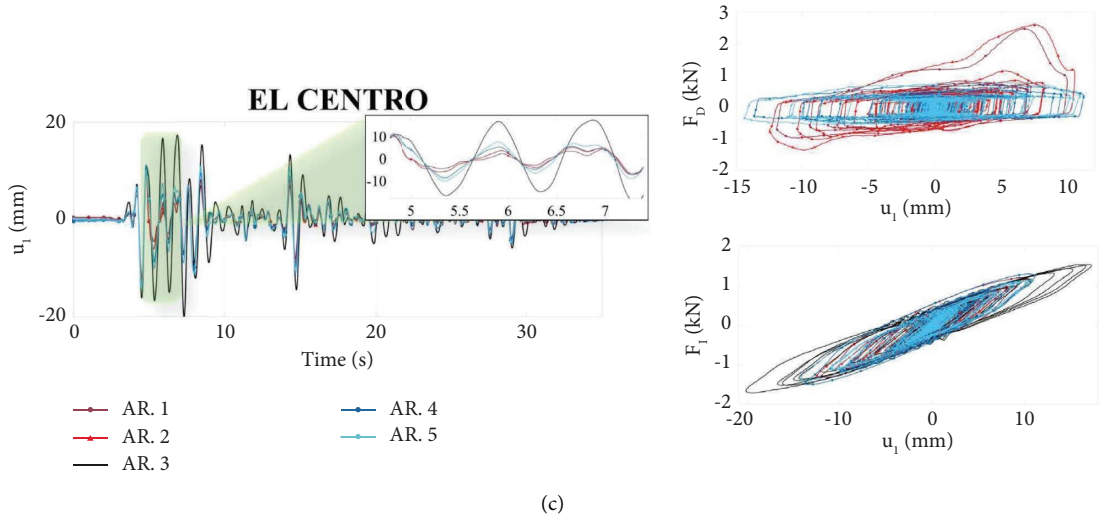 EL CENTRO
20
0
-20
u₁ (mm)
0
10
20
30
Time (s)
10
0
-10
5
5.5
6
6.5
7
AR. 1
AR. 2
AR. 3
AR. 4
AR. 5
3
2
1
0
-1
-2
F_D (kN)
-15
-10
-5
0
5
10
u₁ (mm)
2
1
0
-1
-2
F_I (kN)
-20
-10
0
10
u₁ (mm)
(c)